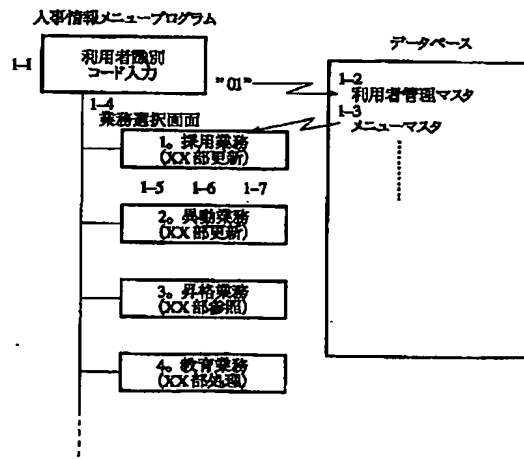 人事情報メニュープログラム
1-1
利用者識別
コード入力
"01"
データベース
1-2
利用者管理マスタ
1-3
メニューマスタ
1-4
業務選択画面
1。採用業務
(XX部更新)
1-5 1-6 1-7
2。異動業務
(XX部更新)
3。昇格業務
(XX部参照)
4。教育業務
(XX部処理)